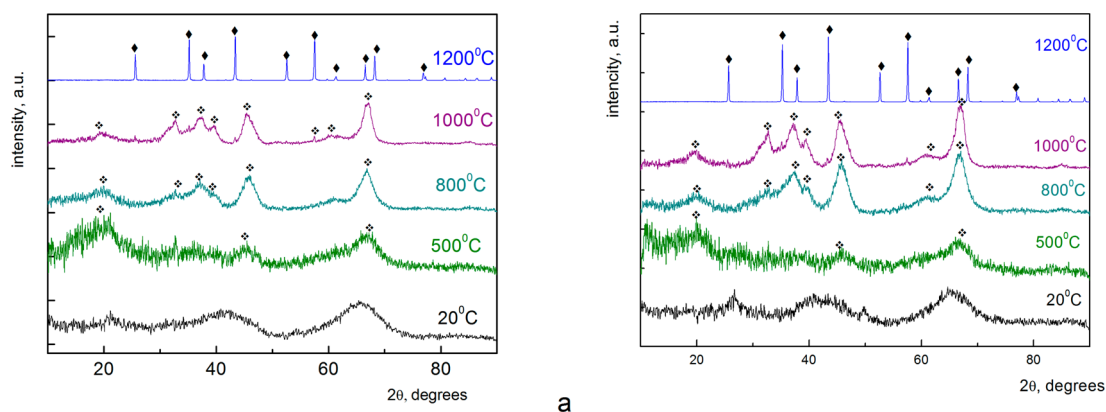 intensity, a.u.
1200⁰C
1000⁰C
800⁰C
500⁰C
20⁰C
20 40 60 80
2θ, degrees
intencity, a.u.
1200⁰C
1000⁰C
800⁰C
500⁰C
20⁰C
20 40 60 80
2θ, degrees
a